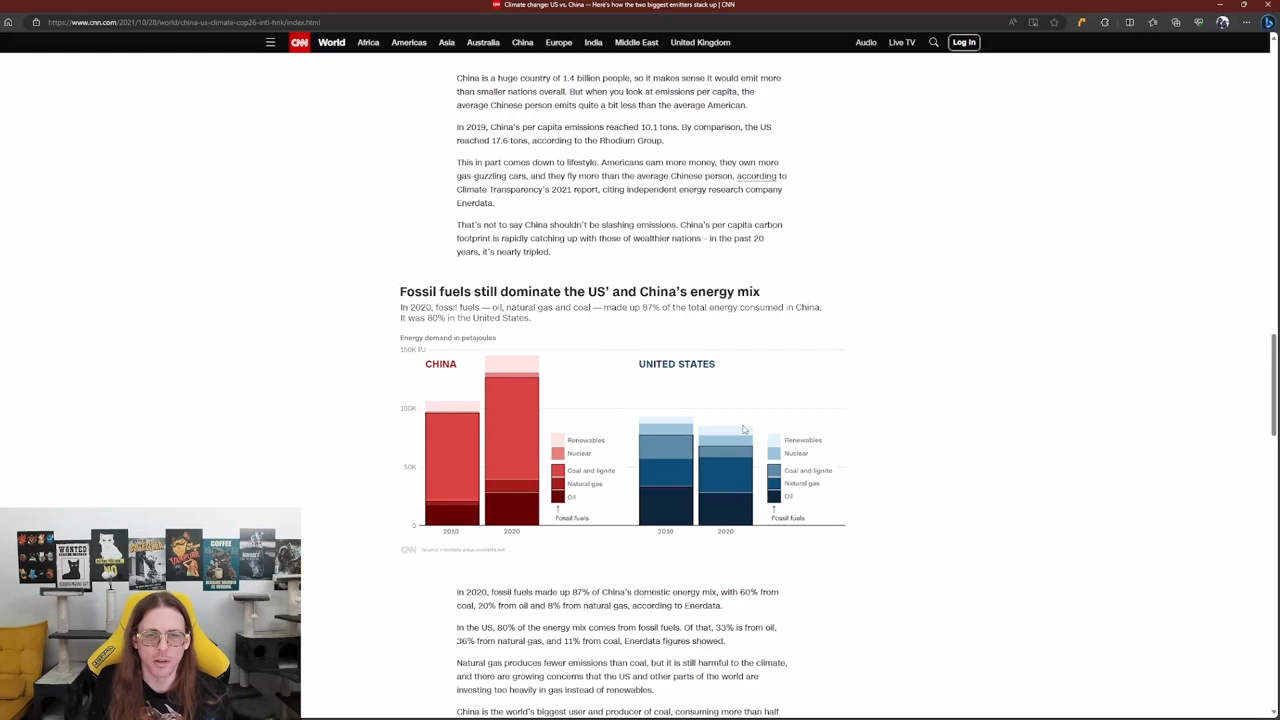 Climate change: US vs. China -- Here's how the two biggest emitters stack up | CNN
https://www.cnn.com/2021/10/28/world/china-us-climate-cop26-intl-hnk/index.html
CNN World Africa Americas Asia Australia China Europe India Middle East United Kingdom Audio Live TV Log In
China is a huge country of 1.4 billion people, so it makes sense it would emit more
than smaller nations overall. But when you look at emissions per capita, the
average Chinese person emits quite a bit less than the average American.
In 2019, China's per capita emissions reached 10.1 tons. By comparison, the US
reached 17.6 tons, according to the Rhodium Group.
This in part comes down to lifestyle. Americans earn more money, they own more
gas-guzzling cars, and they fly more than the average Chinese person, according to
Climate Transparency's 2021 report, citing independent energy research company
Enerdata.
That's not to say China shouldn't be slashing emissions. China's per capita carbon
footprint is rapidly catching up with those of wealthier nations – in the past 20
years, it's nearly tripled.
Fossil fuels still dominate the US' and China's energy mix
In 2020, fossil fuels — oil, natural gas and coal — made up 87% of the total energy consumed in China.
It was 80% in the United States.
Energy demand in petajoules
150K PJ
CHINA
UNITED STATES
100K
Renewables
Nuclear
Coal and lignite
Natural gas
Oil
Fossil fuels
Renewables
Nuclear
Coal and lignite
Natural gas
Oil
Fossil fuels
50K
0
2010 2020 2010 2020
CNN Source: Enerdata www.enerdata.net
In 2020, fossil fuels made up 87% of China's domestic energy mix, with 60% from
coal, 20% from oil and 8% from natural gas, according to Enerdata.
In the US, 80% of the energy mix comes from fossil fuels. Of that, 33% is from oil,
36% from natural gas, and 11% from coal, Enerdata figures showed.
Natural gas produces fewer emissions than coal, but it is still harmful to the climate,
and there are growing concerns that the US and other parts of the world are
investing too heavily in gas instead of renewables.
China is the world's biggest user and producer of coal, consuming more than half
WANTED
COFFEE
BECAUSE MURDER
IS WRONG